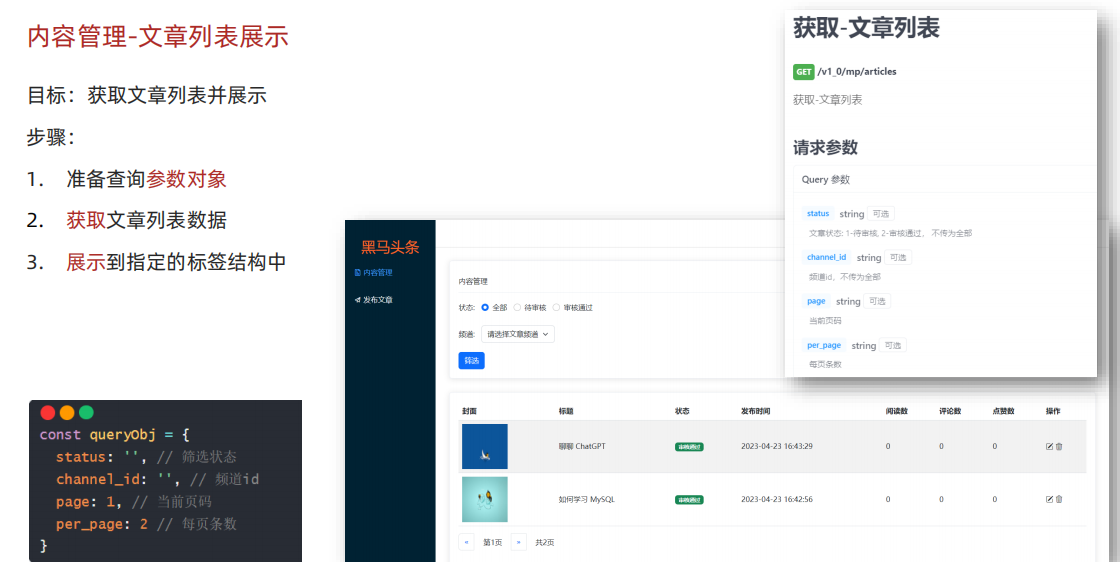 内容管理-文章列表展示
目标：获取文章列表并展示
步骤：
1. 准备查询参数对象
2. 获取文章列表数据
3. 展示到指定的标签结构中
const queryObj = {
status: '', // 筛选状态
channel_id: '', // 频道id
page: 1, // 当前页码
per_page: 2 // 每页条数
}
获取-文章列表
GET /v1_0/mp/articles
获取-文章列表
请求参数
Query 参数
status string 可选
文章状态: 1-待审核, 2-审核通过， 不传为全部
channel_id string 可选
频道id，不传为全部
page string 可选
当前页码
per_page string 可选
每页条数
黑马头条
内容管理
发布文章
内容管理
状态: 全部 待审核 审核通过
频道: 请选择文章频道
筛选
封面 标题 状态 发布时间 阅读数 评论数 点赞数 操作
聊聊 ChatGPT 审核通过 2023-04-23 16:43:29 0 0 0
如何学习 MySQL 审核通过 2023-04-23 16:42:56 0 0 0
« 第1页 » 共2页